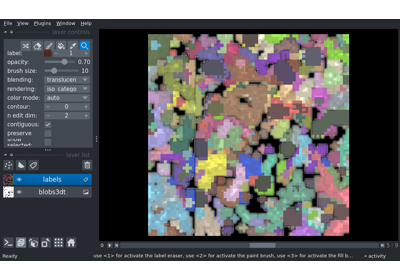 File View Plugins Window Help
layer controls
label: 1
opacity: 0.70
brush size: 10
blending: translucen
rendering: iso_catego
color mode: auto
contour: 0
n edit dim: 2
contiguous:
preserve
show
selected:
layer list
labels
blobs3dt
Ready
use <1> for activate the label eraser, use <2> for activate the paint brush, use <3> for activate the fill b...
activity